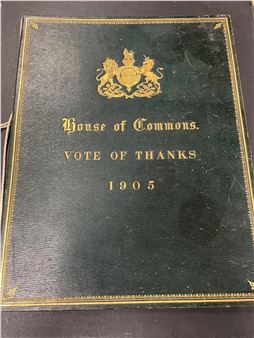 House of Commons.
VOTE OF THANKS
1905